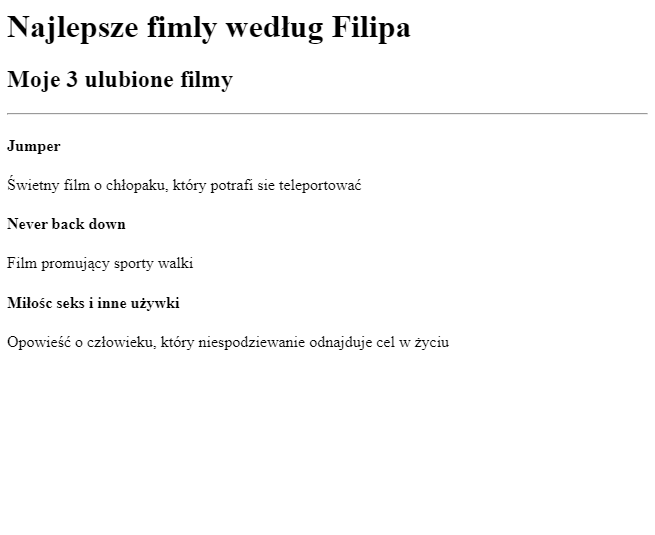 Najlepsze fimly według Filipa
Moje 3 ulubione filmy
Jumper
Świetny film o chłopaku, który potrafi sie teleportować
Never back down
Film promujący sporty walki
Miłośc seks i inne używki
Opowieść o człowieku, który niespodziewanie odnajduje cel w życiu